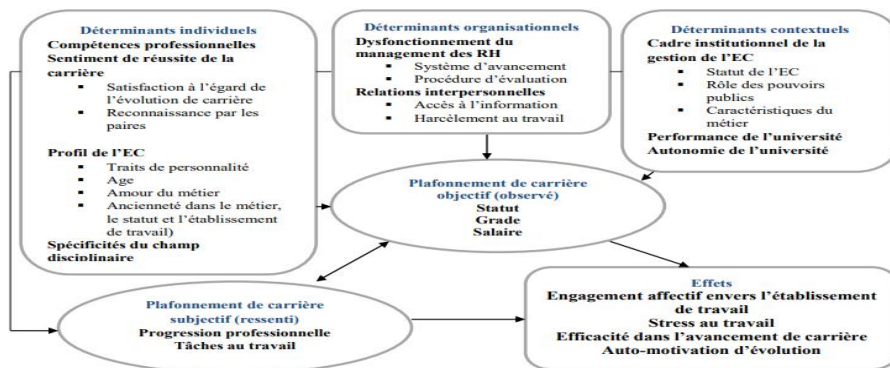 Déterminants individuels
Compétences professionnelles
Sentiment de réussite de la
carrière
▪ Satisfaction à l'égard de
l'évolution de carrière
▪ Reconnaissance par les
paires
Profil de l'EC
▪ Traits de personnalité
▪ Age
▪ Amour du métier
▪ Ancienneté dans le métier,
le statut et l'établissement
de travail)
Spécificités du champ
disciplinaire
Déterminants organisationnels
Dysfonctionnement du
management des RH
▪ Système d'avancement
▪ Procédure d'évaluation
Relations interpersonnelles
▪ Accès à l'information
▪ Harcèlement au travail
Déterminants contextuels
Cadre institutionnel de la
gestion de l'EC
▪ Statut de l'EC
▪ Rôle des pouvoirs
publics
▪ Caractéristiques du
métier
Performance de l'université
Autonomie de l'université
Plafonnement de carrière
objectif (observé)
Statut
Grade
Salaire
Plafonnement de carrière
subjectif (ressenti)
Progression professionnelle
Tâches au travail
Effets
Engagement affectif envers l'établissement
de travail
Stress au travail
Efficacité dans l'avancement de carrière
Auto-motivation d'évolution